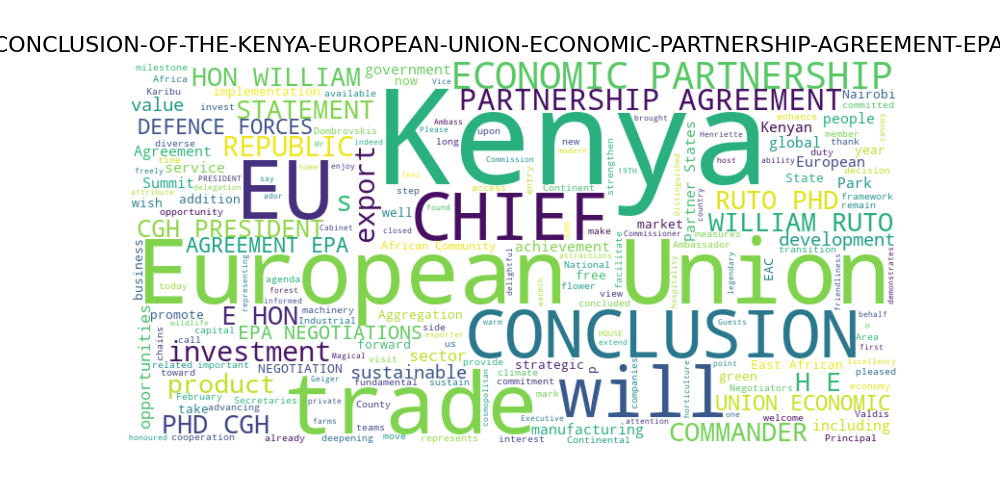 CONCLUSION-OF-THE-KENYA-EUROPEAN-UNION-ECONOMIC-PARTNERSHIP-AGREEMENT-EPA
milestone
HON WILLIAM
government
ECONOMIC PARTNERSHIP
Africa
Karibu
implementation
now
Vice
invest
available
PARTNERSHIP AGREEMENT
Nairobi
value
STATEMENT
committed
Kenya
DEFENCE FORCES
Dombrovskis
Please
upon
brought
enhance
people
Ambass
long
new
Henriette
Kenyan
member
thank
canopy
diverse
REPUBLIC
Mr
indeed
Commission
modern
host
ability
duty
global
year
Agreement
time
export
strengthen
Partner States
Distinguished
European
decision
service
say
home
enjoy
feel
entry
19TH
Summit
freely
PRESIDENT
EU
access
Continent
State
Park
framework
attribute
delegation
ador
step
CHIEF
country
RUTO PHD
remain
wish
addition
s
found
make
WILLIAM RUTO
opportunity
well
closed
market
CGH PRESIDENT
Cabinet
Commissioner
measures
development
AGREEMENT EPA
African Community
achievement
facilitate
Ambassador
transition
business
European Union
attractions
National
hospitality
legendary
EAC
friendliness
demonstrates
today
representing
agenda
forest
informed
delightful
warmth
free
flower
view
concluded
promote
E HON
machinery
Industrial
Aggregation
CONCLUSION
behalf
wildlife
capital
EPA NEGOTIATIONS
side
exporter
warm
HOUSE
extend
Guests
H
Area
call
chains
forward
us
first
opportunities
investment
sector
related
important
Magical
visit
provide
strategic
p
East African
Excellency
toward
NEGOTIATION
sustainable
climate
will
companies
point
pleased
product
Geiger
fundamental
sustain
commitment
green
H E
economy
February
private
County
mark
cosmopolitan
horticulture
Negotiators
take
Secretaries
trade
UNION ECONOMIC
advancing
farms
teams
Executive
attention
one
Valdis
PHD CGH
move
manufacturing
COMMANDER
welcome
including
honoured
cooperation
already
deepening
represents
interest
Continental
Principal